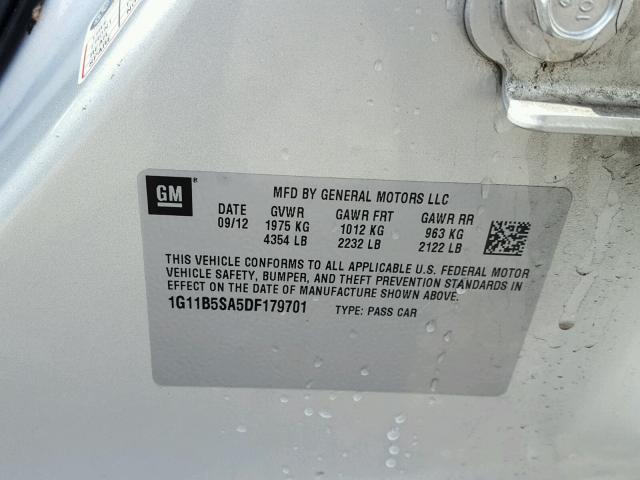 GM ®
MFD BY GENERAL MOTORS LLC
DATE GVWR GAWR FRT GAWR RR
09/12 1975 KG 1012 KG 963 KG
4354 LB 2232 LB 2122 LB
THIS VEHICLE CONFORMS TO ALL APPLICABLE U.S. FEDERAL MOTOR
VEHICLE SAFETY, BUMPER, AND THEFT PREVENTION STANDARDS IN
EFFECT ON THE DATE OF MANUFACTURE SHOWN ABOVE.
1G11B5SA5DF179701 TYPE: PASS CAR